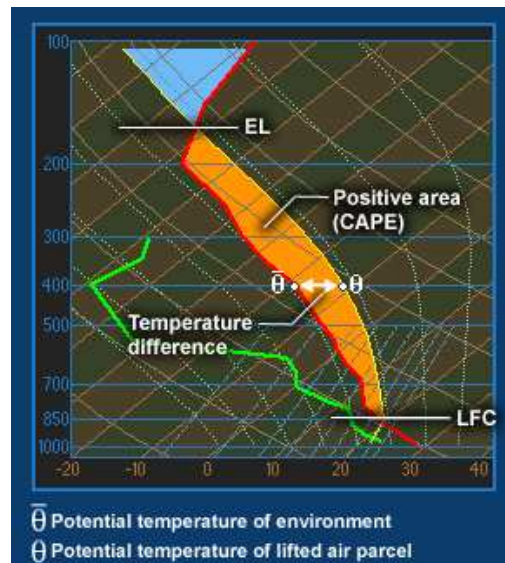 100
EL
200
Positive area
(CAPE)
300
θ̅ θ
400
500
Temperature
difference
700
850
LFC
1000
-20 -10 0 10 20 30 40
θ̅ Potential temperature of environment
θ Potential temperature of lifted air parcel